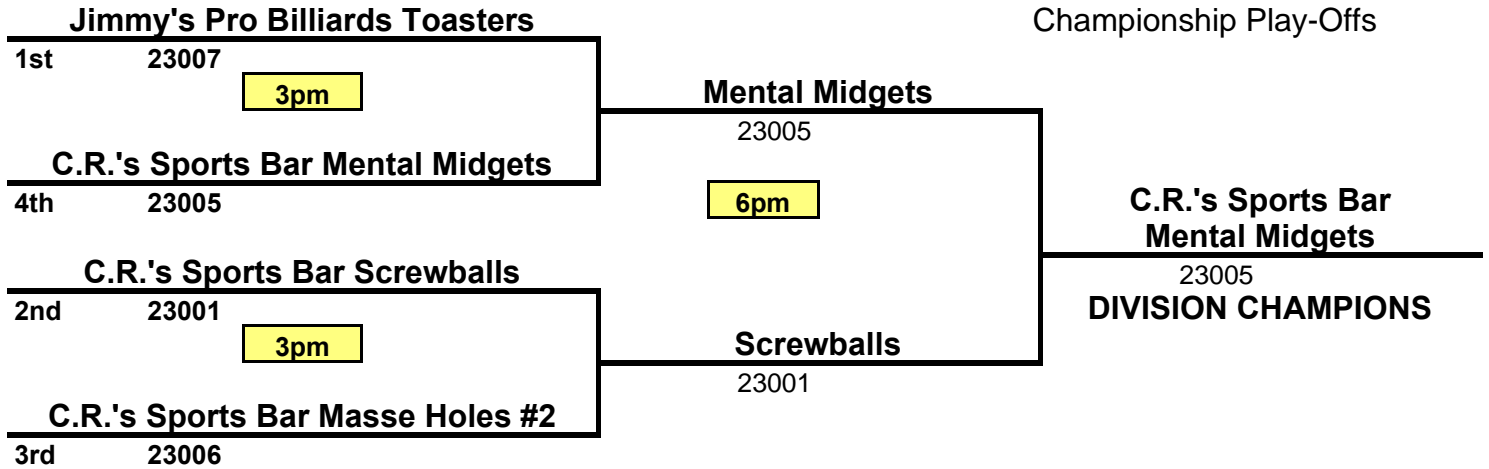 Jimmy's Pro Billiards Toasters
Championship Play-Offs
1st 23007
3pm
Mental Midgets
23005
C.R.'s Sports Bar Mental Midgets
4th 23005
6pm
C.R.'s Sports Bar
Mental Midgets
C.R.'s Sports Bar Screwballs
23005
2nd 23001
DIVISION CHAMPIONS
3pm
Screwballs
23001
C.R.'s Sports Bar Masse Holes #2
3rd 23006